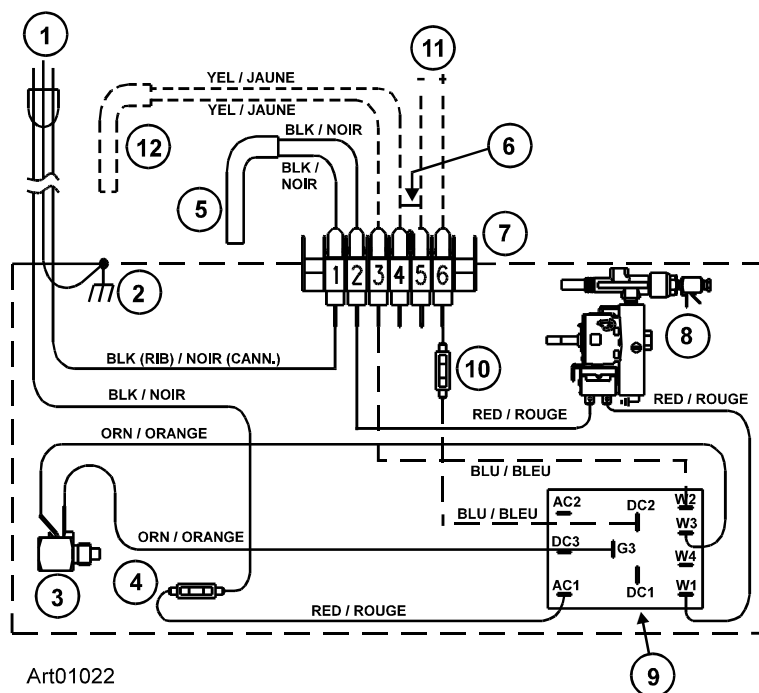 1
11
- +
YEL / JAUNE
YEL / JAUNE
12
BLK / NOIR
6
BLK /
NOIR
5
7
1 2 3 4 5 6
2
8
BLK (RIB) / NOIR (CANN.)
10
BLK / NOIR
RED / ROUGE
RED / ROUGE
ORN / ORANGE
BLU / BLEU
AC2
DC2
W2
BLU / BLEU
W3
ORN / ORANGE
DC3
G3
W4
3
4
AC1
DC1
W1
RED / ROUGE
9
Art01022